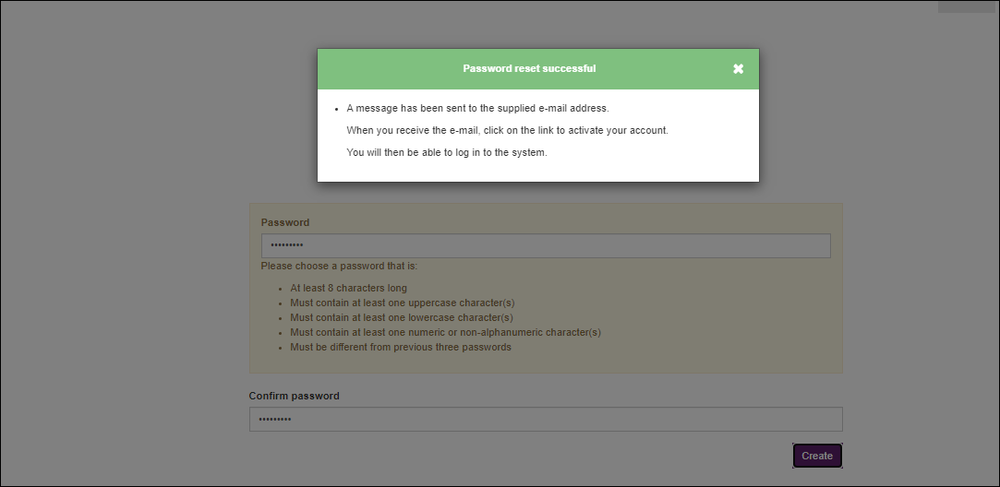 Password reset successful ✖
• A message has been sent to the supplied e-mail address.
When you receive the e-mail, click on the link to activate your account.
You will then be able to log in to the system.
Password
•••••••••
Please choose a password that is:
• At least 8 characters long
• Must contain at least one uppercase character(s)
• Must contain at least one lowercase character(s)
• Must contain at least one numeric or non-alphanumeric character(s)
• Must be different from previous three passwords
Confirm password
•••••••••
Create